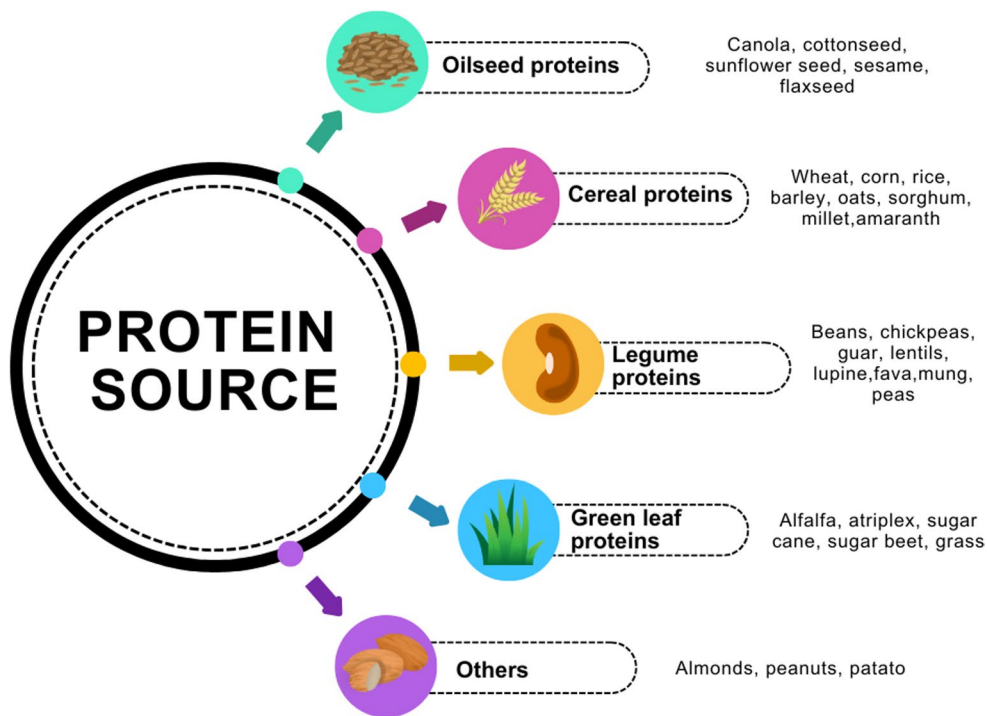 PROTEIN
SOURCE
Oilseed proteins
Canola, cottonseed,
sunflower seed, sesame,
flaxseed
Cereal proteins
Wheat, corn, rice,
barley, oats, sorghum,
millet,amaranth
Legume
proteins
Beans, chickpeas,
guar, lentils,
lupine,fava,mung,
peas
Green leaf
proteins
Alfalfa, atriplex, sugar
cane, sugar beet, grass
Others
Almonds, peanuts, patato